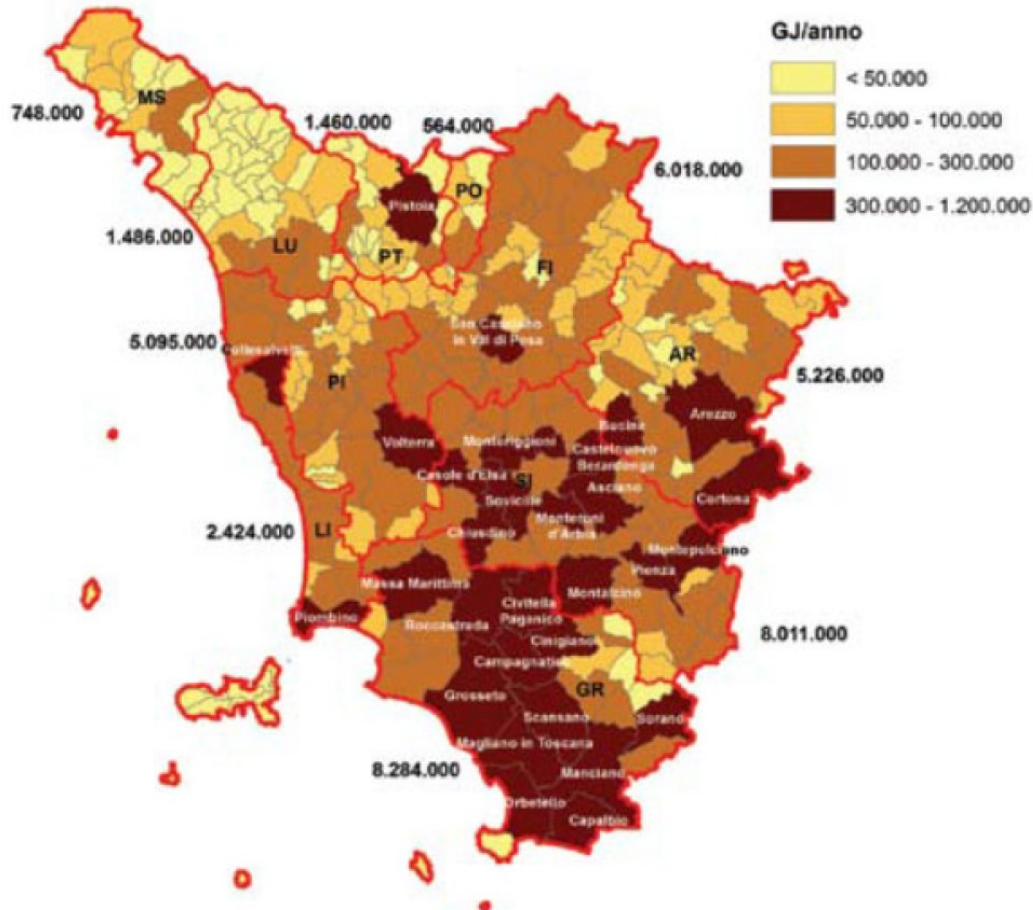 GJ/anno
< 50.000
50.000 - 100.000
100.000 - 300.000
300.000 - 1.200.000
MS
748.000
1.460.000
564.000
6.018.000
PO
Pistoia
1.486.000
LU
PT
FI
San Casciano
in Val di Pesa
5.095.000
Collesalvetti
AR
PI
5.226.000
Arezzo
Bucine
Volterra
Monteriggioni
Castelnuovo
Berardenga
Casole d'Elsa
SI
Asciano
Sovicille
Cortona
Monteroni
d'Arbia
2.424.000
LI
Chiusdino
Montepulciano
Pienza
Massa Marittima
Montalcino
Civitella
Paganico
Piombino
Roccastrada
8.011.000
Cinigiano
Campagnatico
GR
Grosseto
Scansano
Sorano
Magliano in Toscana
8.284.000
Manciano
Orbetello
Capalbio